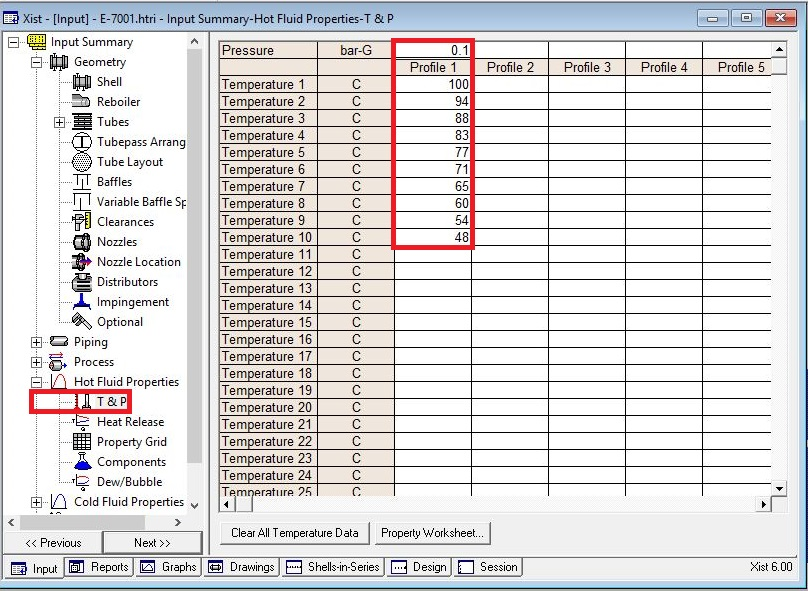 Xist - [Input] - E-7001.htri - Input Summary-Hot Fluid Properties-T & P
Input Summary
Geometry
Shell
Reboiler
Tubes
Tubepass Arrang
Tube Layout
Baffles
Variable Baffle Sp
Clearances
Nozzles
Nozzle Location
Distributors
Impingement
Optional
Piping
Process
Hot Fluid Properties
T & P
Heat Release
Property Grid
Components
Dew/Bubble
Cold Fluid Properties
<< Previous Next >>
Pressure bar-G 0.1
Profile 1 Profile 2 Profile 3 Profile 4 Profile 5
Temperature 1 C 100
Temperature 2 C 94
Temperature 3 C 88
Temperature 4 C 83
Temperature 5 C 77
Temperature 6 C 71
Temperature 7 C 65
Temperature 8 C 60
Temperature 9 C 54
Temperature 10 C 48
Temperature 11 C
Temperature 12 C
Temperature 13 C
Temperature 14 C
Temperature 15 C
Temperature 16 C
Temperature 17 C
Temperature 18 C
Temperature 19 C
Temperature 20 C
Temperature 21 C
Temperature 22 C
Temperature 23 C
Temperature 24 C
Temperature 25 C
Clear All Temperature Data Property Worksheet...
Input Reports Graphs Drawings Shells-in-Series Design Session Xist 6.00